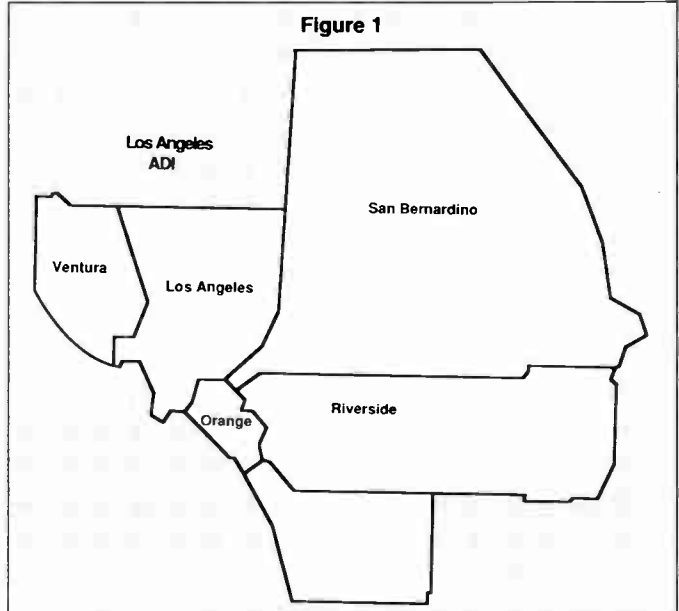 Figure 1
Los Angeles
ADI
San Bernardino
Ventura
Los Angeles
Riverside
Orange